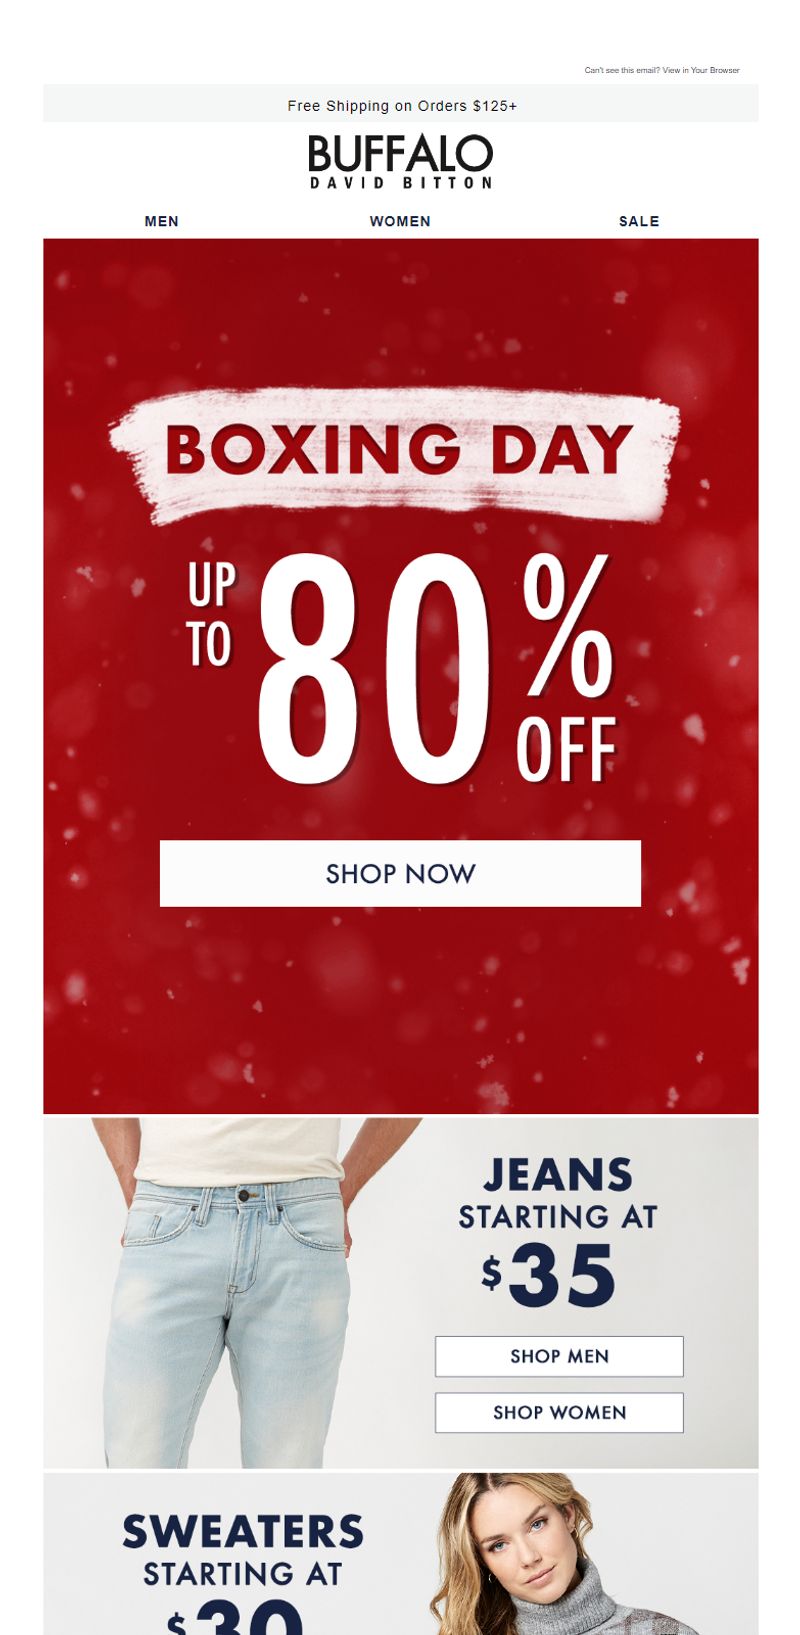 Can't see this email? View in Your Browser
Free Shipping on Orders $125+
BUFFALO
DAVID BITTON
MEN WOMEN SALE
BOXING DAY
UP TO 80% OFF
SHOP NOW
JEANS
STARTING AT
$35
SHOP MEN
SHOP WOMEN
SWEATERS
STARTING AT
$30